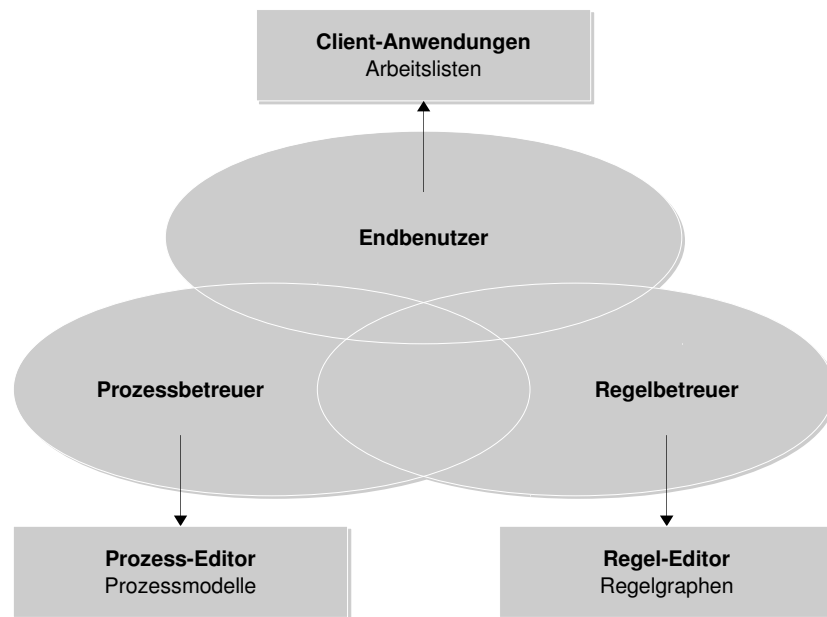 Client-Anwendungen
Arbeitslisten
Endbenutzer
Prozessbetreuer
Regelbetreuer
Prozess-Editor
Prozessmodelle
Regel-Editor
Regelgraphen